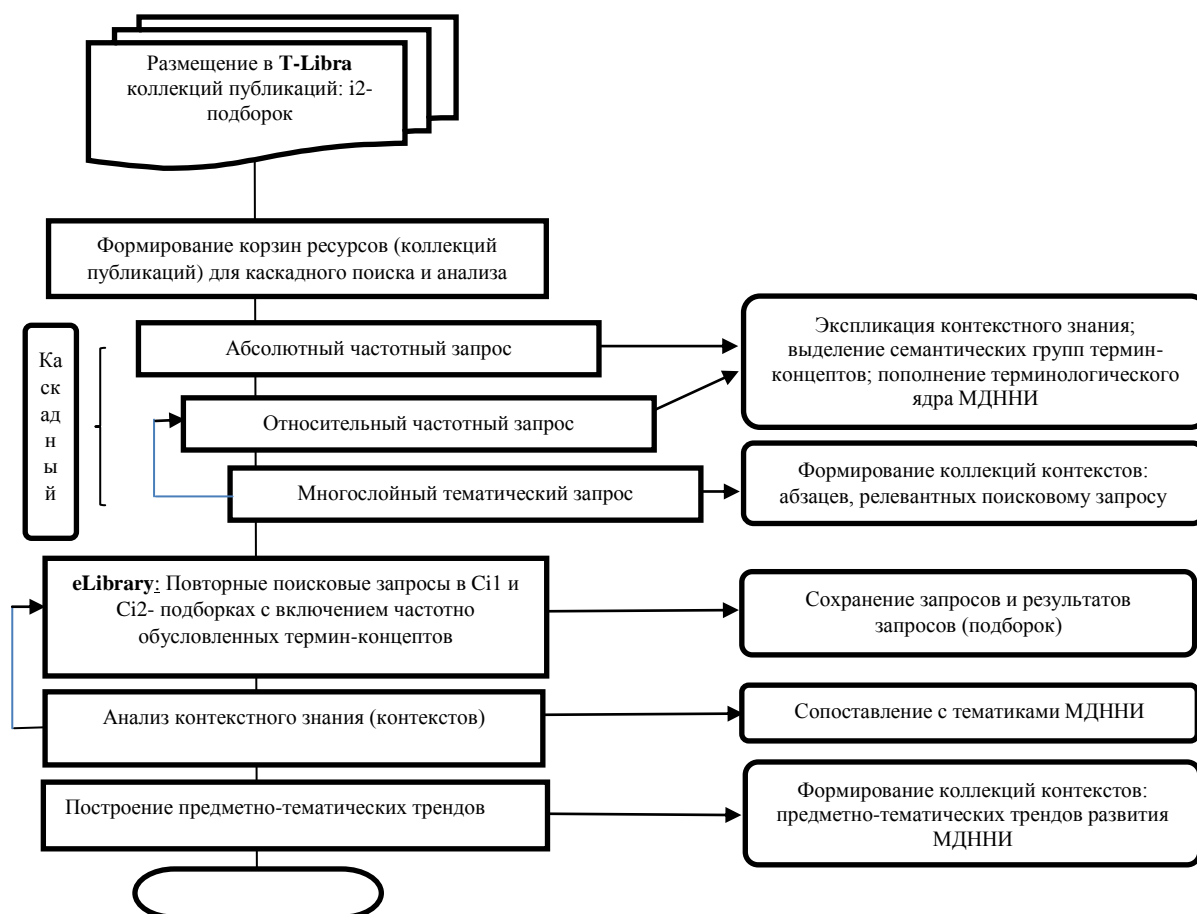 Размещение в T-Libra
коллекций публикаций: i2-
подборок
Формирование корзин ресурсов (коллекций
публикаций) для каскадного поиска и анализа
Ка
ск
ад
н
ы
й
Абсолютный частотный запрос
Экспликация контекстного знания;
выделение семантических групп термин-
концептов; пополнение терминологического
ядра МДННИ
Относительный частотный запрос
Многослойный тематический запрос
Формирование коллекций контекстов:
абзацев, релевантных поисковому запросу
eLibrary: Повторные поисковые запросы в Ci1 и
Ci2- подборках с включением частотно
обусловленных термин-концептов
Сохранение запросов и результатов
запросов (подборок)
Анализ контекстного знания (контекстов)
Сопоставление с тематиками МДННИ
Построение предметно-тематических трендов
Формирование коллекций контекстов:
предметно-тематических трендов развития
МДННИ